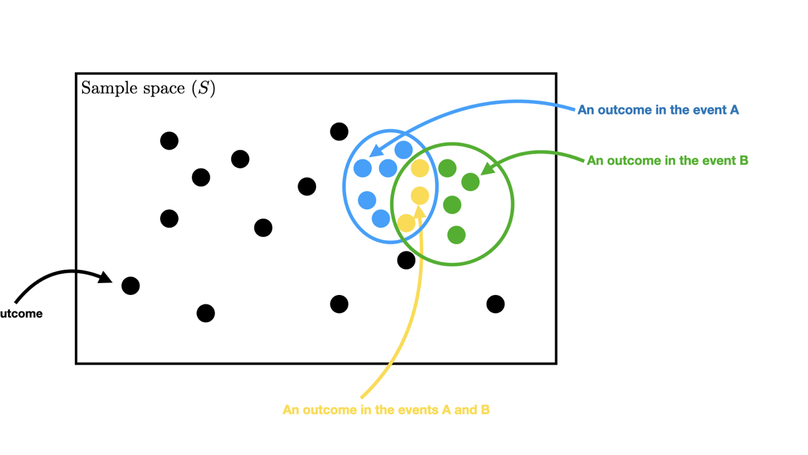 Sample space (S)
An outcome in the event A
An outcome in the event B
utcome
An outcome in the events A and B